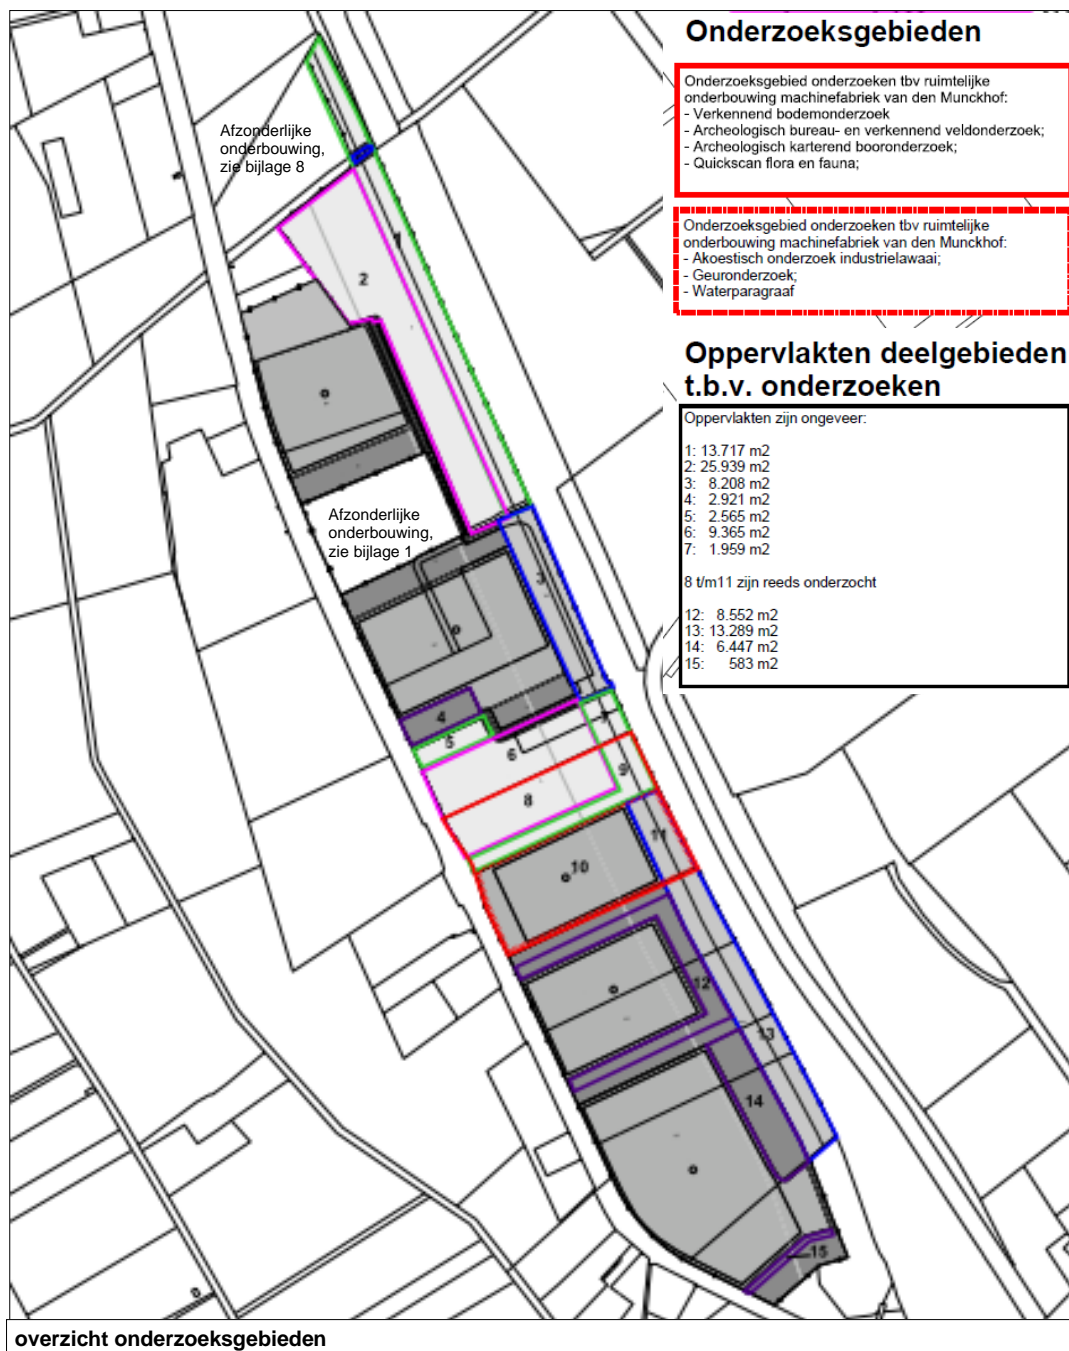 Onderzoeksgebieden
Onderzoeksgebied onderzoeken tbv ruimtelijke
onderbouwing machinefabriek van den Munckhof:
- Verkennend bodemonderzoek
- Archeologisch bureau- en verkennend veldonderzoek;
- Archeologisch karterend booronderzoek;
- Quickscan flora en fauna;
Onderzoeksgebied onderzoeken tbv ruimtelijke
onderbouwing machinefabriek van den Munckhof:
- Akoestisch onderzoek industrielawaai;
- Geuronderzoek;
- Waterparagraaf
Oppervlakten deelgebieden
t.b.v. onderzoeken
Oppervlakten zijn ongeveer:
1: 13.717 m2
2: 25.939 m2
3: 8.208 m2
4: 2.921 m2
5: 2.565 m2
6: 9.365 m2
7: 1.959 m2
8 t/m11 zijn reeds onderzocht
12: 8.552 m2
13: 13.289 m2
14: 6.447 m2
15: 583 m2
Afzonderlijke
onderbouwing,
zie bijlage 8
1
2
Afzonderlijke
onderbouwing,
zie bijlage 1
3
4
5
6
7
8
9
10
11
12
13
14
15
overzicht onderzoeksgebieden